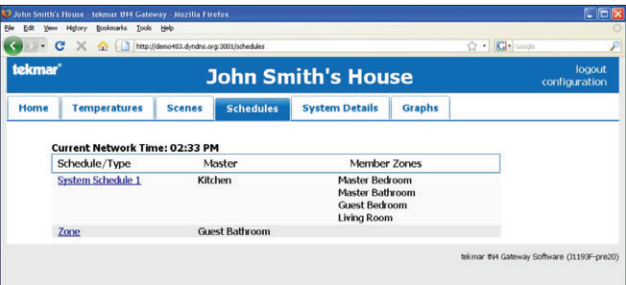 John Smith's House - tekmar tN4 Gateway - Mozilla Firefox
File Edit View History Bookmarks Tools Help
http://demo483.dyndns.org:3001/schedules Google
tekmar John Smith's House logout
configuration
Home Temperatures Scenes Schedules System Details Graphs
Current Network Time: 02:33 PM
Schedule/Type Master Member Zones
System Schedule 1 Kitchen Master Bedroom
Master Bathroom
Guest Bedroom
Living Room
Zone Guest Bathroom
tekmar tN4 Gateway Software (J1193F-pre20)